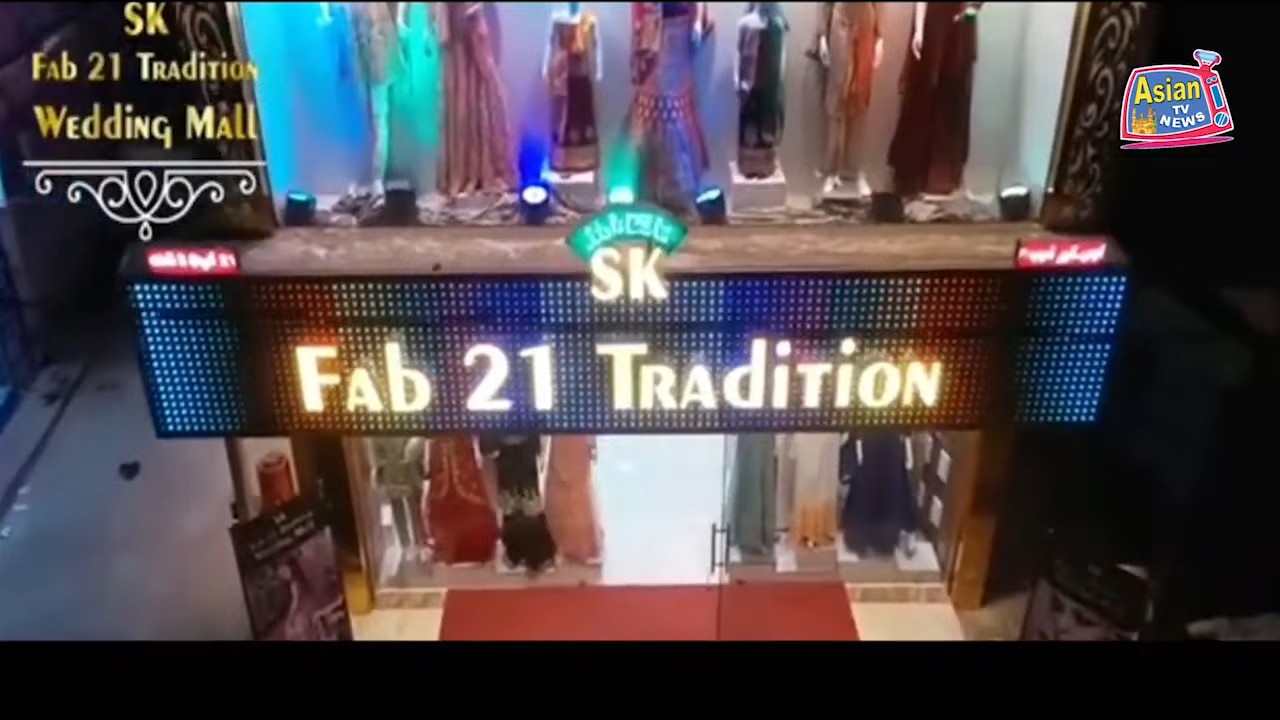 SK
Fab 21 Tradition
Wedding Mall
Asian
TV
NEWS
SK
Fab 21 Tradition